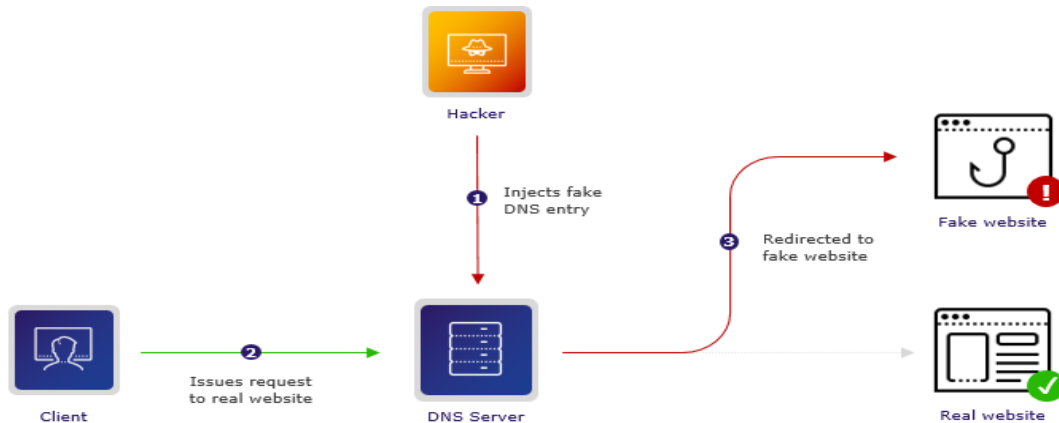 Hacker
1
Injects fake
DNS entry
3
Redirected to
fake website
!
Fake website
2
Issues request
to real website
Client
DNS Server
Real website